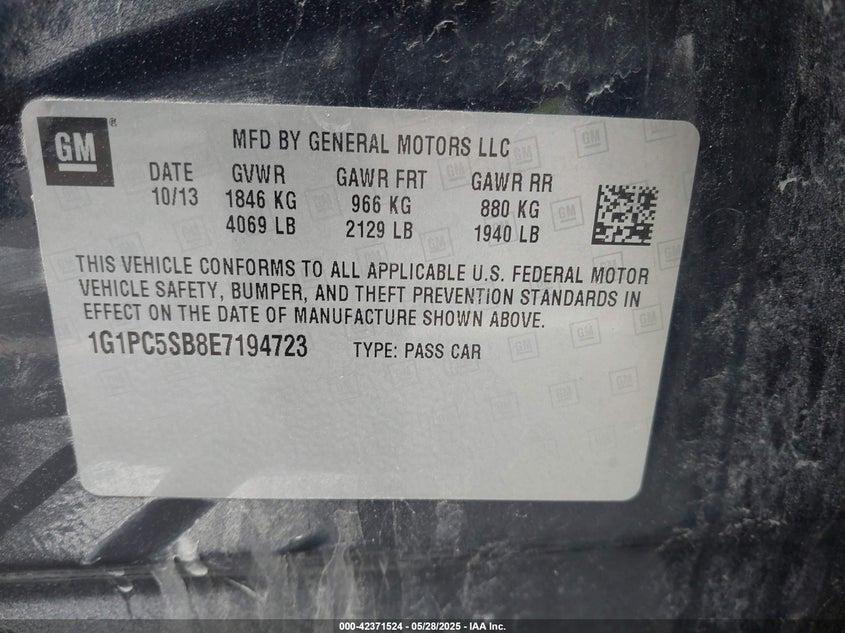 GM®
MFD BY GENERAL MOTORS LLC
DATE GVWR GAWR FRT GAWR RR
10/13 1846 KG 966 KG 880 KG
4069 LB 2129 LB 1940 LB
THIS VEHICLE CONFORMS TO ALL APPLICABLE U.S. FEDERAL MOTOR
VEHICLE SAFETY, BUMPER, AND THEFT PREVENTION STANDARDS IN
EFFECT ON THE DATE OF MANUFACTURE SHOWN ABOVE.
1G1PC5SB8E7194723 TYPE: PASS CAR
000-42371524 — 05/28/2025 — IAA Inc.